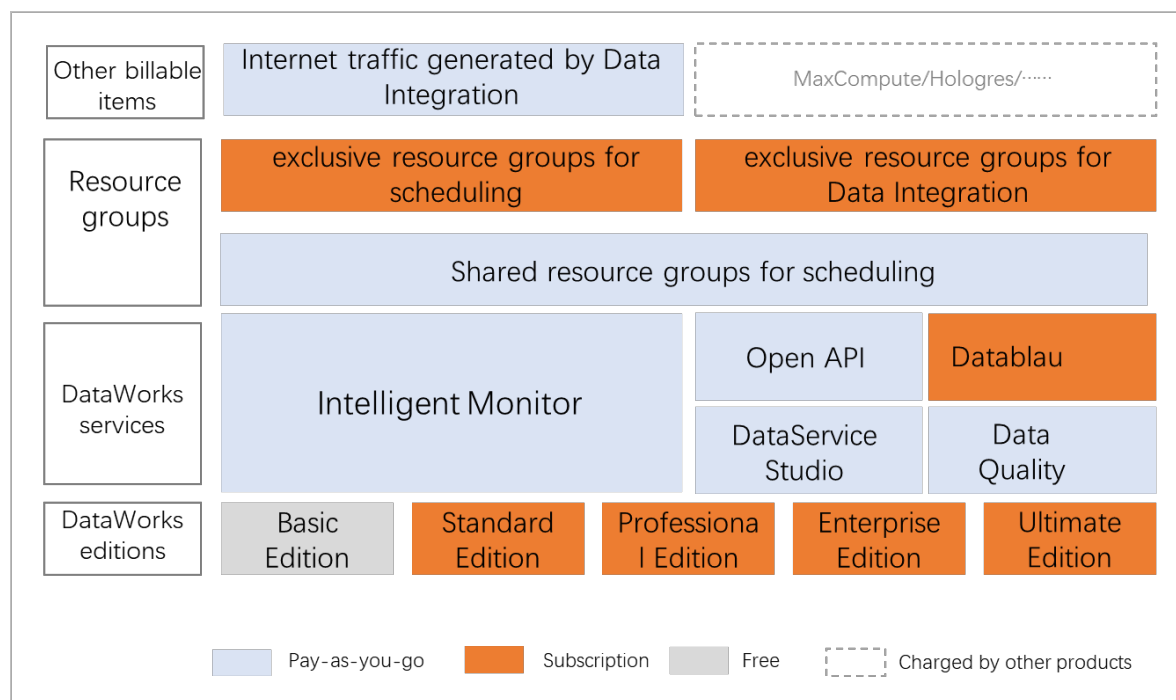 Other billable
items
Internet traffic generated by Data
Integration
MaxCompute/Hologres/······
Resource
groups
exclusive resource groups for
scheduling
exclusive resource groups for
Data Integration
Shared resource groups for scheduling
DataWorks
services
Intelligent Monitor
Open API
Datablau
DataService
Studio
Data
Quality
DataWorks
editions
Basic
Edition
Standard
Edition
Professiona
l Edition
Enterprise
Edition
Ultimate
Edition
Pay-as-you-go
Subscription
Free
Charged by other products